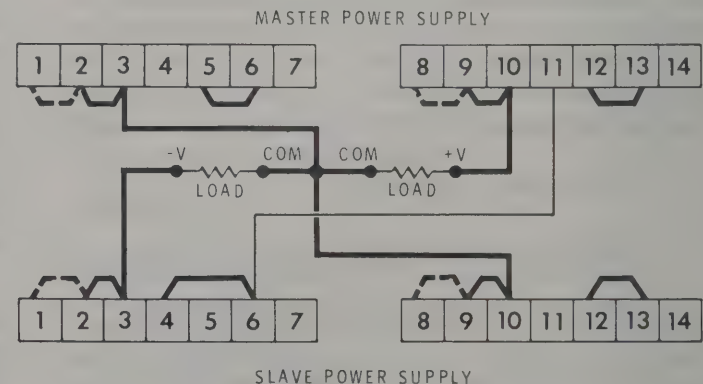 MASTER POWER SUPPLY
1 2 3 4 5 6 7 8 9 10 11 12 13 14
-V COM COM +V
LOAD LOAD
1 2 3 4 5 6 7 8 9 10 11 12 13 14
SLAVE POWER SUPPLY